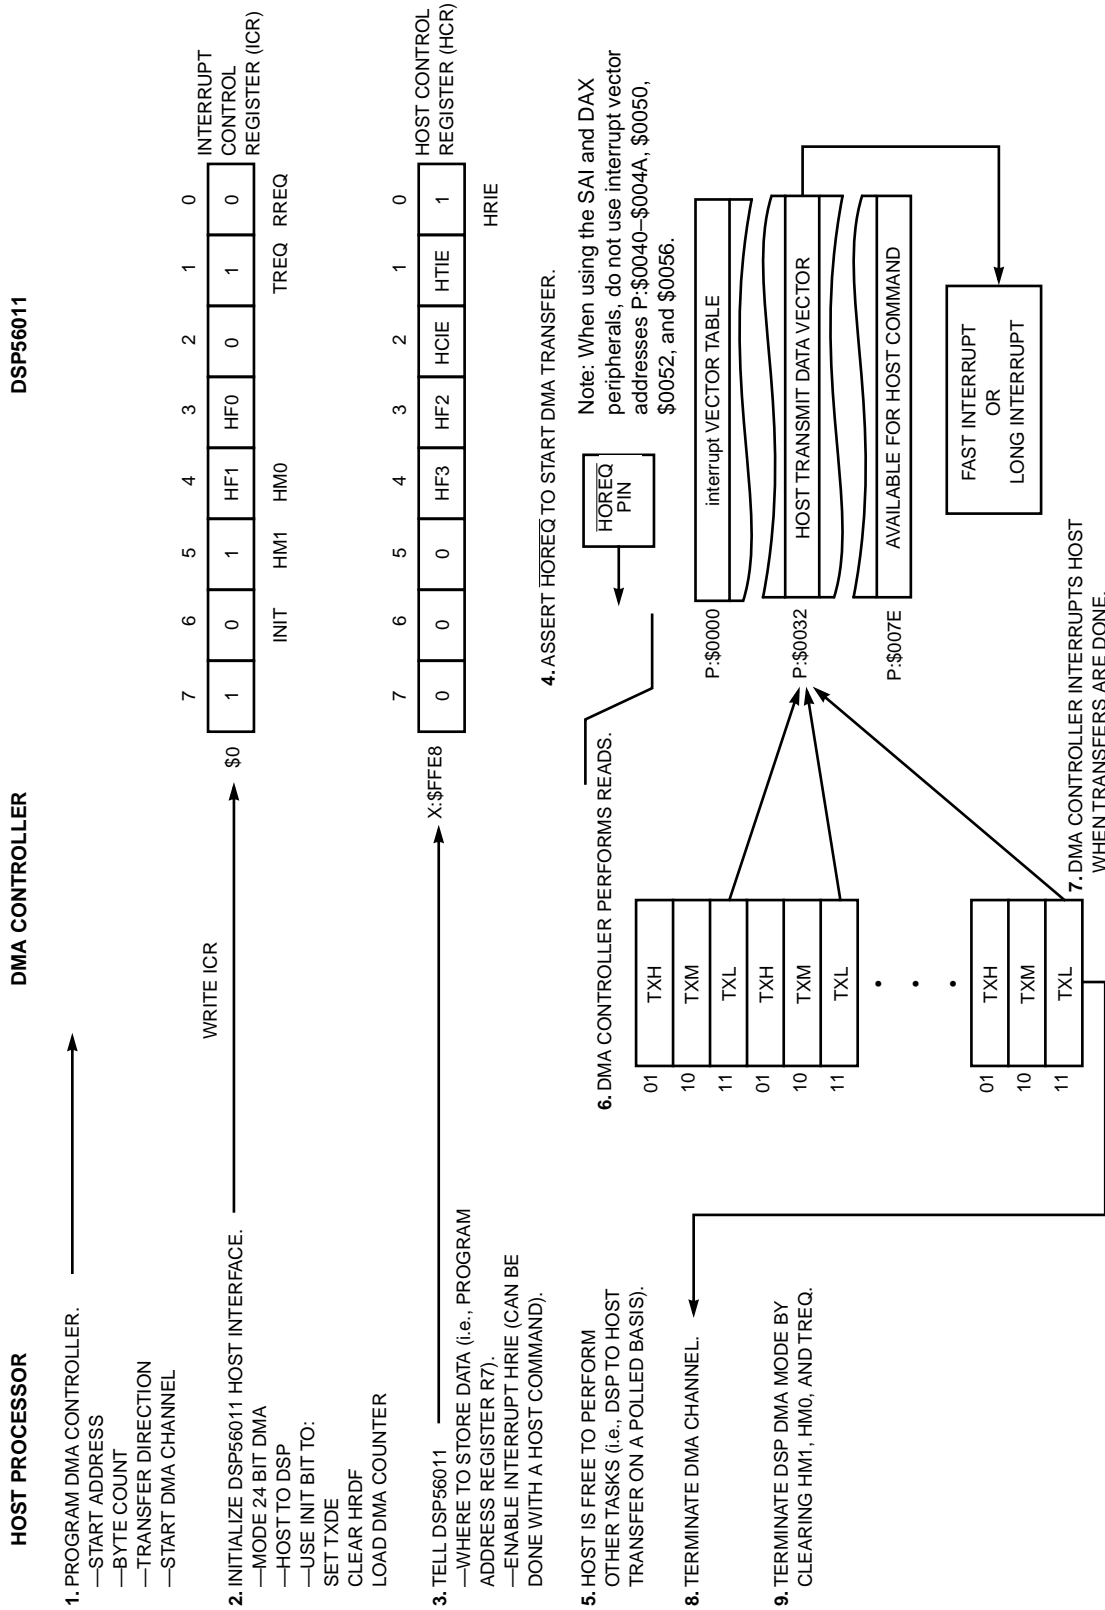 HOST PROCESSOR
DMA CONTROLLER
DSP56011
1. PROGRAM DMA CONTROLLER.
—START ADDRESS
—BYTE COUNT
—TRANSFER DIRECTION
—START DMA CHANNEL
2. INITIALIZE DSP56011 HOST INTERFACE.
—MODE 24 BIT DMA
—HOST TO DSP
—USE INIT BIT TO:
SET TXDE
CLEAR HRDF
LOAD DMA COUNTER
WRITE ICR
7 6 5 4 3 2 1 0
$0 1 0 1 HF1 HF0 0 1 0
INIT HM1 HM0 TREQ RREQ
INTERRUPT
CONTROL
REGISTER (ICR)
3. TELL DSP56011
—WHERE TO STORE DATA (i.e., PROGRAM
ADDRESS REGISTER R7).
—ENABLE INTERRUPT HRIE (CAN BE
DONE WITH A HOST COMMAND).
7 6 5 4 3 2 1 0
X:$FFE8 0 0 0 HF3 HF2 HCIE HTIE 1
HRIE
HOST CONTROL
REGISTER (HCR)
4. ASSERT HOREQ TO START DMA TRANSFER.
HOREQ
PIN
Note: When using the SAI and DAX
peripherals, do not use interrupt vector
addresses P:$0040–$004A, $0050,
$0052, and $0056.
5. HOST IS FREE TO PERFORM
OTHER TASKS (i.e., DSP TO HOST
TRANSFER ON A POLLED BASIS).
6. DMA CONTROLLER PERFORMS READS.
01 TXH
10 TXM
11 TXL
01 TXH
10 TXM
11 TXL
01 TXH
10 TXM
11 TXL
P:$0000 interrupt VECTOR TABLE
P:$0032 HOST TRANSMIT DATA VECTOR
P:$007E AVAILABLE FOR HOST COMMAND
FAST INTERRUPT
OR
LONG INTERRUPT
7. DMA CONTROLLER INTERRUPTS HOST
WHEN TRANSFERS ARE DONE.
8. TERMINATE DMA CHANNEL.
9. TERMINATE DSP DMA MODE BY
CLEARING HM1, HM0, AND TREQ.